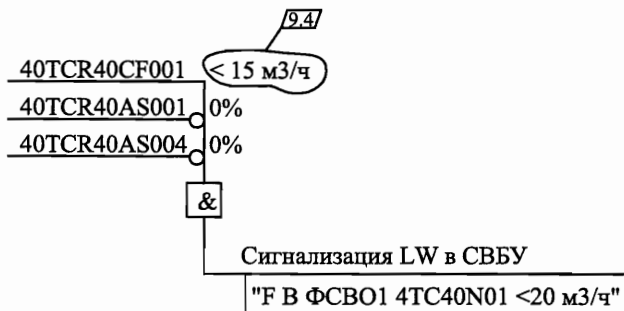 9.4
40TCR40CF001 < 15 м3/ч
40TCR40AS001 0%
40TCR40AS004 0%
&
Сигнализация LW в СВБУ
"F В ФСВО1 4TC40N01 <20 м3/ч"